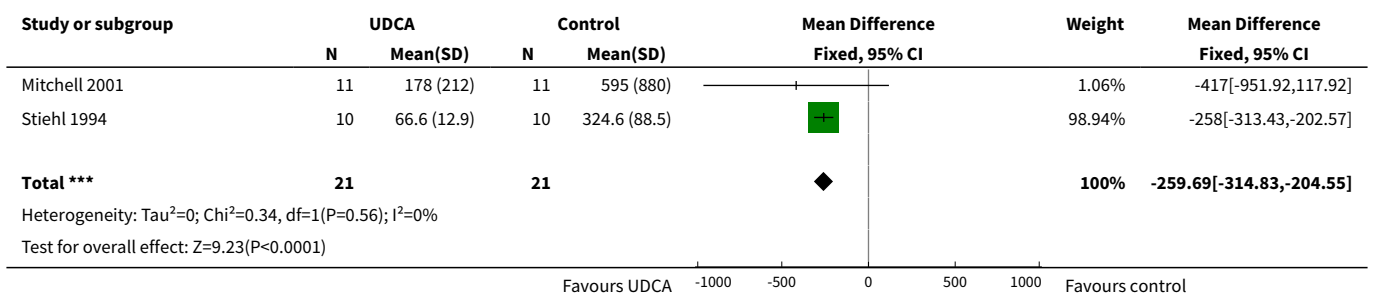 Study or subgroup UDCA Control Mean Difference Weight Mean Difference
N Mean(SD) N Mean(SD) Fixed, 95% CI Fixed, 95% CI
Mitchell 2001 11 178 (212) 11 595 (880) 1.06% -417[-951.92,117.92]
Stiehl 1994 10 66.6 (12.9) 10 324.6 (88.5) 98.94% -258[-313.43,-202.57]
Total *** 21 21 100% -259.69[-314.83,-204.55]
Heterogeneity: Tau²=0; Chi²=0.34, df=1(P=0.56); I²=0%
Test for overall effect: Z=9.23(P<0.0001)
Favours UDCA -1000 -500 0 500 1000 Favours control